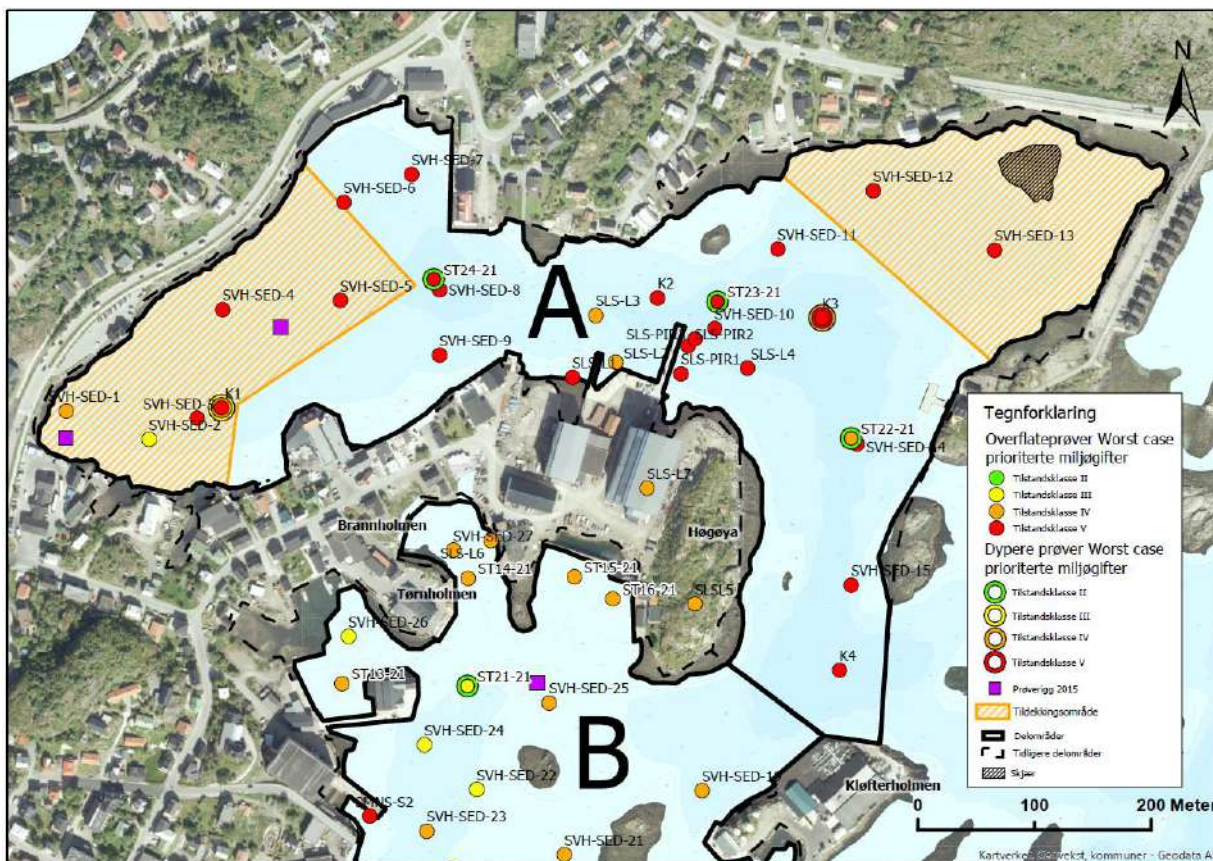 N
SVH-SED-7
SVH-SED-6
SVH-SED-12
SVH-SED-11
SVH-SED-13
ST24-21
SVH-SED-8
SVH-SED-5
SVH-SED-4
A
K2
SLS-L3
ST23-21
K3
SVH-SED-10
SLS-PIR2
SLS-PIR1
SVH-SED-9
SLS-L1
SLS-L4
SVH-SED-1
K1
SVH-SED-2
ST22-21
SLS-L7
Brannholmen
SVH-SED-27
SLS-L6
Høgøya
ST14-21
ST15-21
Tørnholmen
ST16-21
SLSL5
SVH-SED-15
SVH-SED-26
K4
ST13-21
ST21-21
SVH-SED-25
SVH-SED-24
B
SVH-SED-22
Kløfterholmen
SVH-SED-23
SVH-SED-21
Tegnforklaring
Overflateprøver Worst case
prioriterte miljøgifter
Tilstandsklasse II
Tilstandsklasse III
Tilstandsklasse IV
Tilstandsklasse V
Dypere prøver Worst case
prioriterte miljøgifter
Tilstandsklasse II
Tilstandsklasse III
Tilstandsklasse IV
Tilstandsklasse V
Prøverigg 2015
Tildekkingsområde
Delområder
Tidligere delområder
Skjær
0 100 200 Meter
kommuner - Geodata A